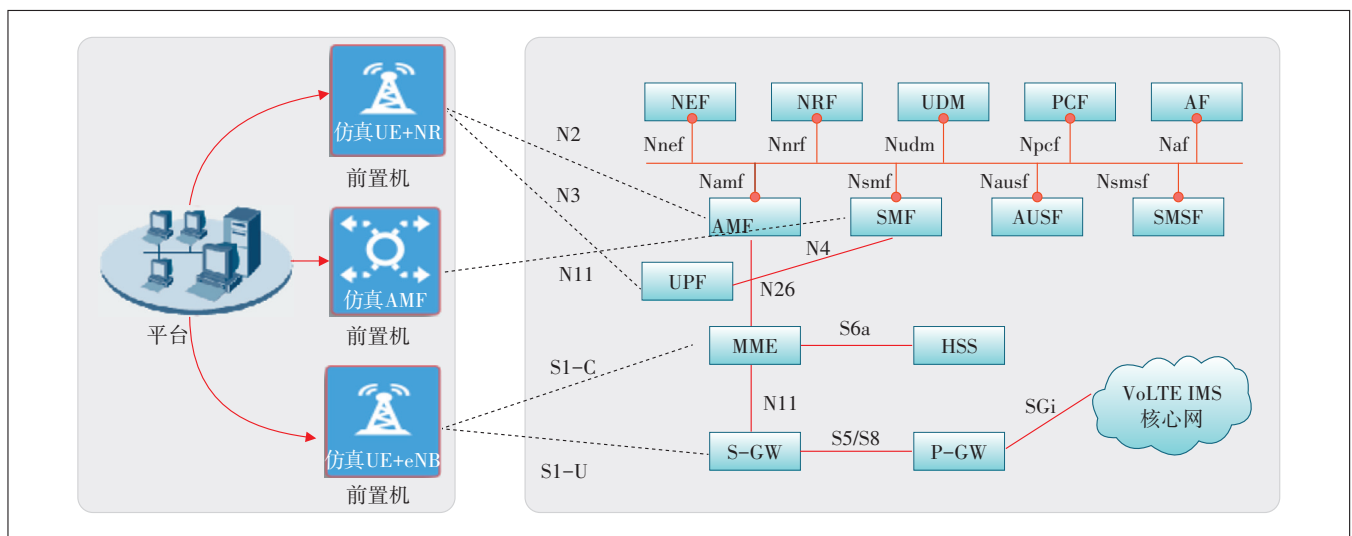 仿真UE+NR
前置机
仿真AMF
前置机
平台
仿真UE+eNB
前置机
N2
N3
N11
S1-C
S1-U
NEF
NRF
UDM
PCF
AF
Nnef
Nnrf
Nudm
Npcf
Naf
Namf
Nsmf
Nausf
Nsmsf
AMF
SMF
AUSF
SMSF
N4
UPF
N26
MME
S6a
HSS
N11
S-GW
S5/S8
P-GW
SGi
VoLTE IMS
核心网